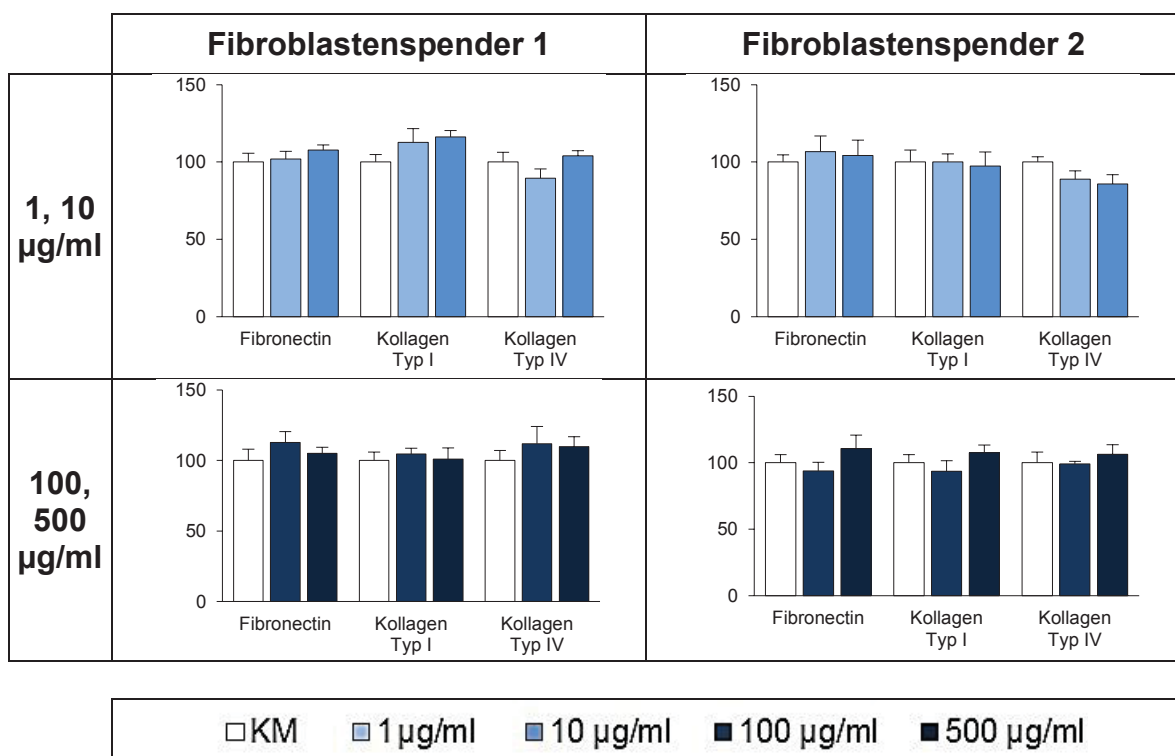 Fibroblastenspender 1
Fibroblastenspender 2
1, 10
µg/ml
150
100
50
0
Fibronectin
Kollagen
Typ I
Kollagen
Typ IV
150
100
50
0
Fibronectin
Kollagen
Typ I
Kollagen
Typ IV
100,
500
µg/ml
150
100
50
0
Fibronectin
Kollagen
Typ I
Kollagen
Typ IV
150
100
50
0
Fibronectin
Kollagen
Typ I
Kollagen
Typ IV
KM 1µg/ml 10 µg/ml 100 µg/ml 500 µg/ml